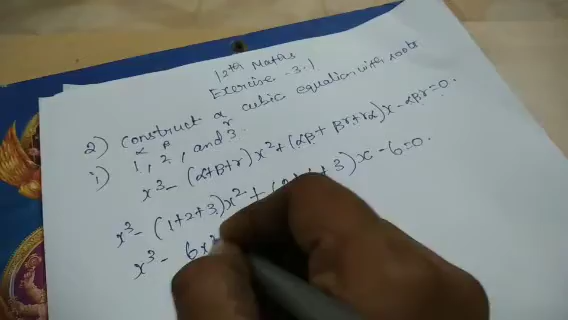 12th Maths
Exercise - 3.1
2) Construct a cubic equation with roots
α β γ
i) 1, 2, and 3.
x³ - (α+β+γ)x² + (αβ + βγ + γα)x - αβγ = 0.
x³ - (1+2+3)x² + + 3)x - 6 = 0.
x³ - 6x